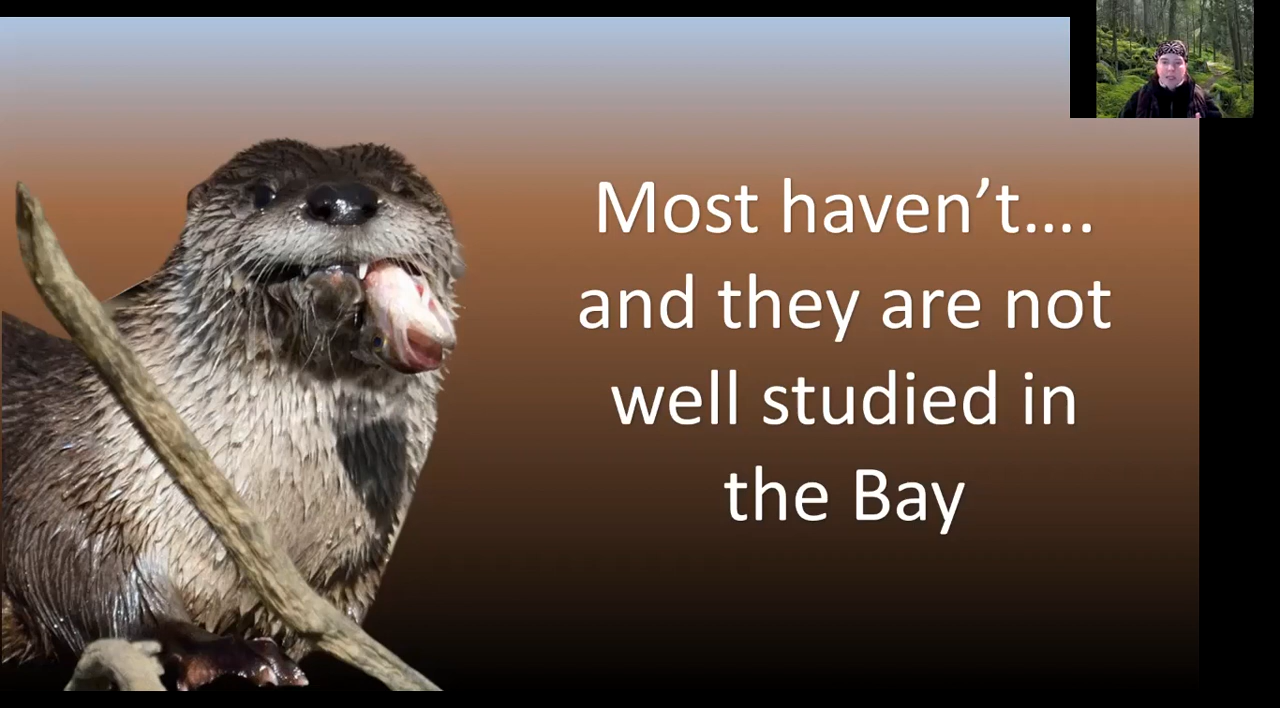 Most haven’t....
and they are not
well studied in
the Bay